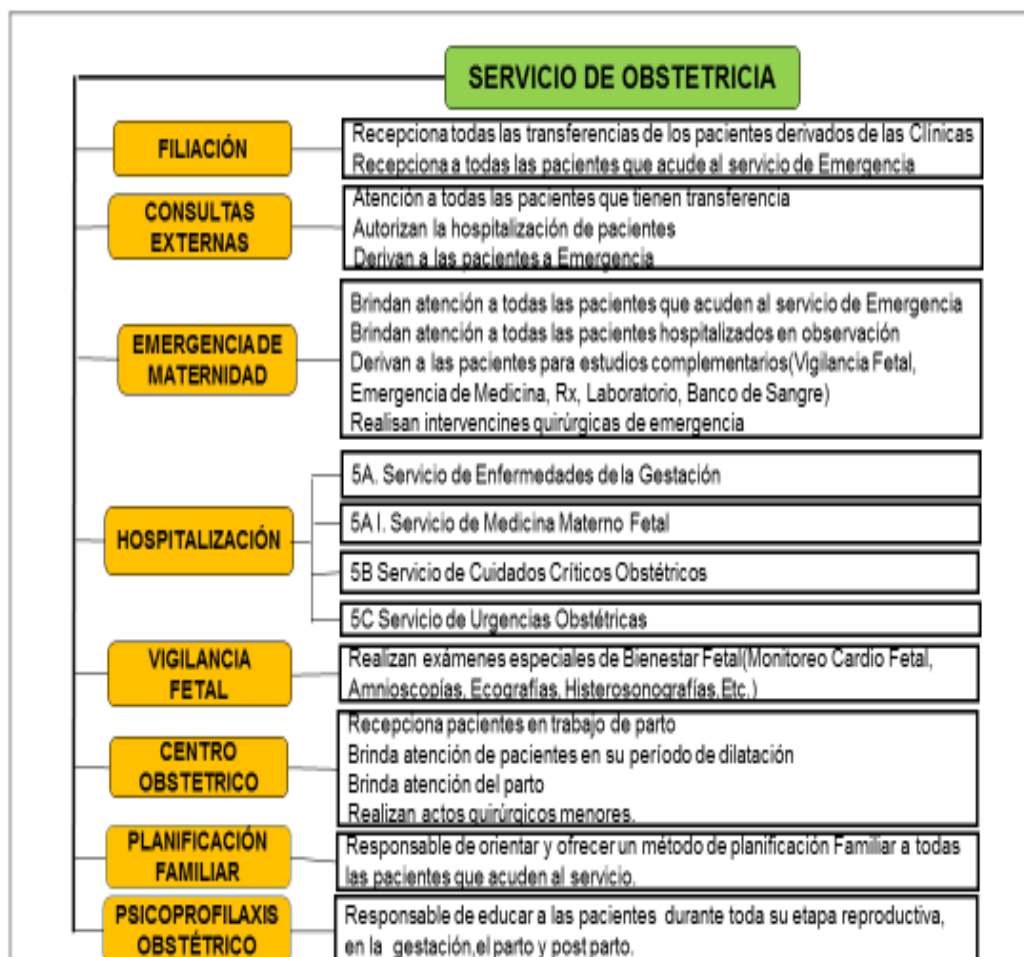 SERVICIO DE OBSTETRICIA
FILIACIÓN
Recepciona todas las transferencias de los pacientes derivados de las Clínicas
Recepciona a todas las pacientes que acude al servicio de Emergencia
CONSULTAS
EXTERNAS
Atención a todas las pacientes que tienen transferencia
Autorizan la hospitalización de pacientes
Derivan a las pacientes a Emergencia
EMERGENCIA DE
MATERNIDAD
Brindan atención a todas las pacientes que acuden al servicio de Emergencia
Brindan atención a todas las pacientes hospitalizados en observación
Derivan a las pacientes para estudios complementarios(Vigilancia Fetal,
Emergencia de Medicina, Rx, Laboratorio, Banco de Sangre)
Realisan intervencines quirúrgicas de emergencia
HOSPITALIZACIÓN
5A. Servicio de Enfermedades de la Gestación
5A I. Servicio de Medicina Materno Fetal
5B Servicio de Cuidados Críticos Obstétricos
5C Servicio de Urgencias Obstétricas
VIGILANCIA
FETAL
Realizan exámenes especiales de Bienestar Fetal(Monitoreo Cardio Fetal,
Amnioscopías, Ecografías, Histerosonografías,Etc.)
CENTRO
OBSTETRICO
Recepciona pacientes en trabajo de parto
Brinda atención de pacientes en su período de dilatación
Brinda atención del parto
Realizan actos quirúrgicos menores.
PLANIFICACIÓN
FAMILIAR
Responsable de orientar y ofrecer un método de planificación Familiar a todas
las pacientes que acuden al servicio.
PSICOPROFILAXIS
OBSTÉTRICO
Responsable de educar a las pacientes durante toda su etapa reproductiva,
en la gestación,el parto y post parto.